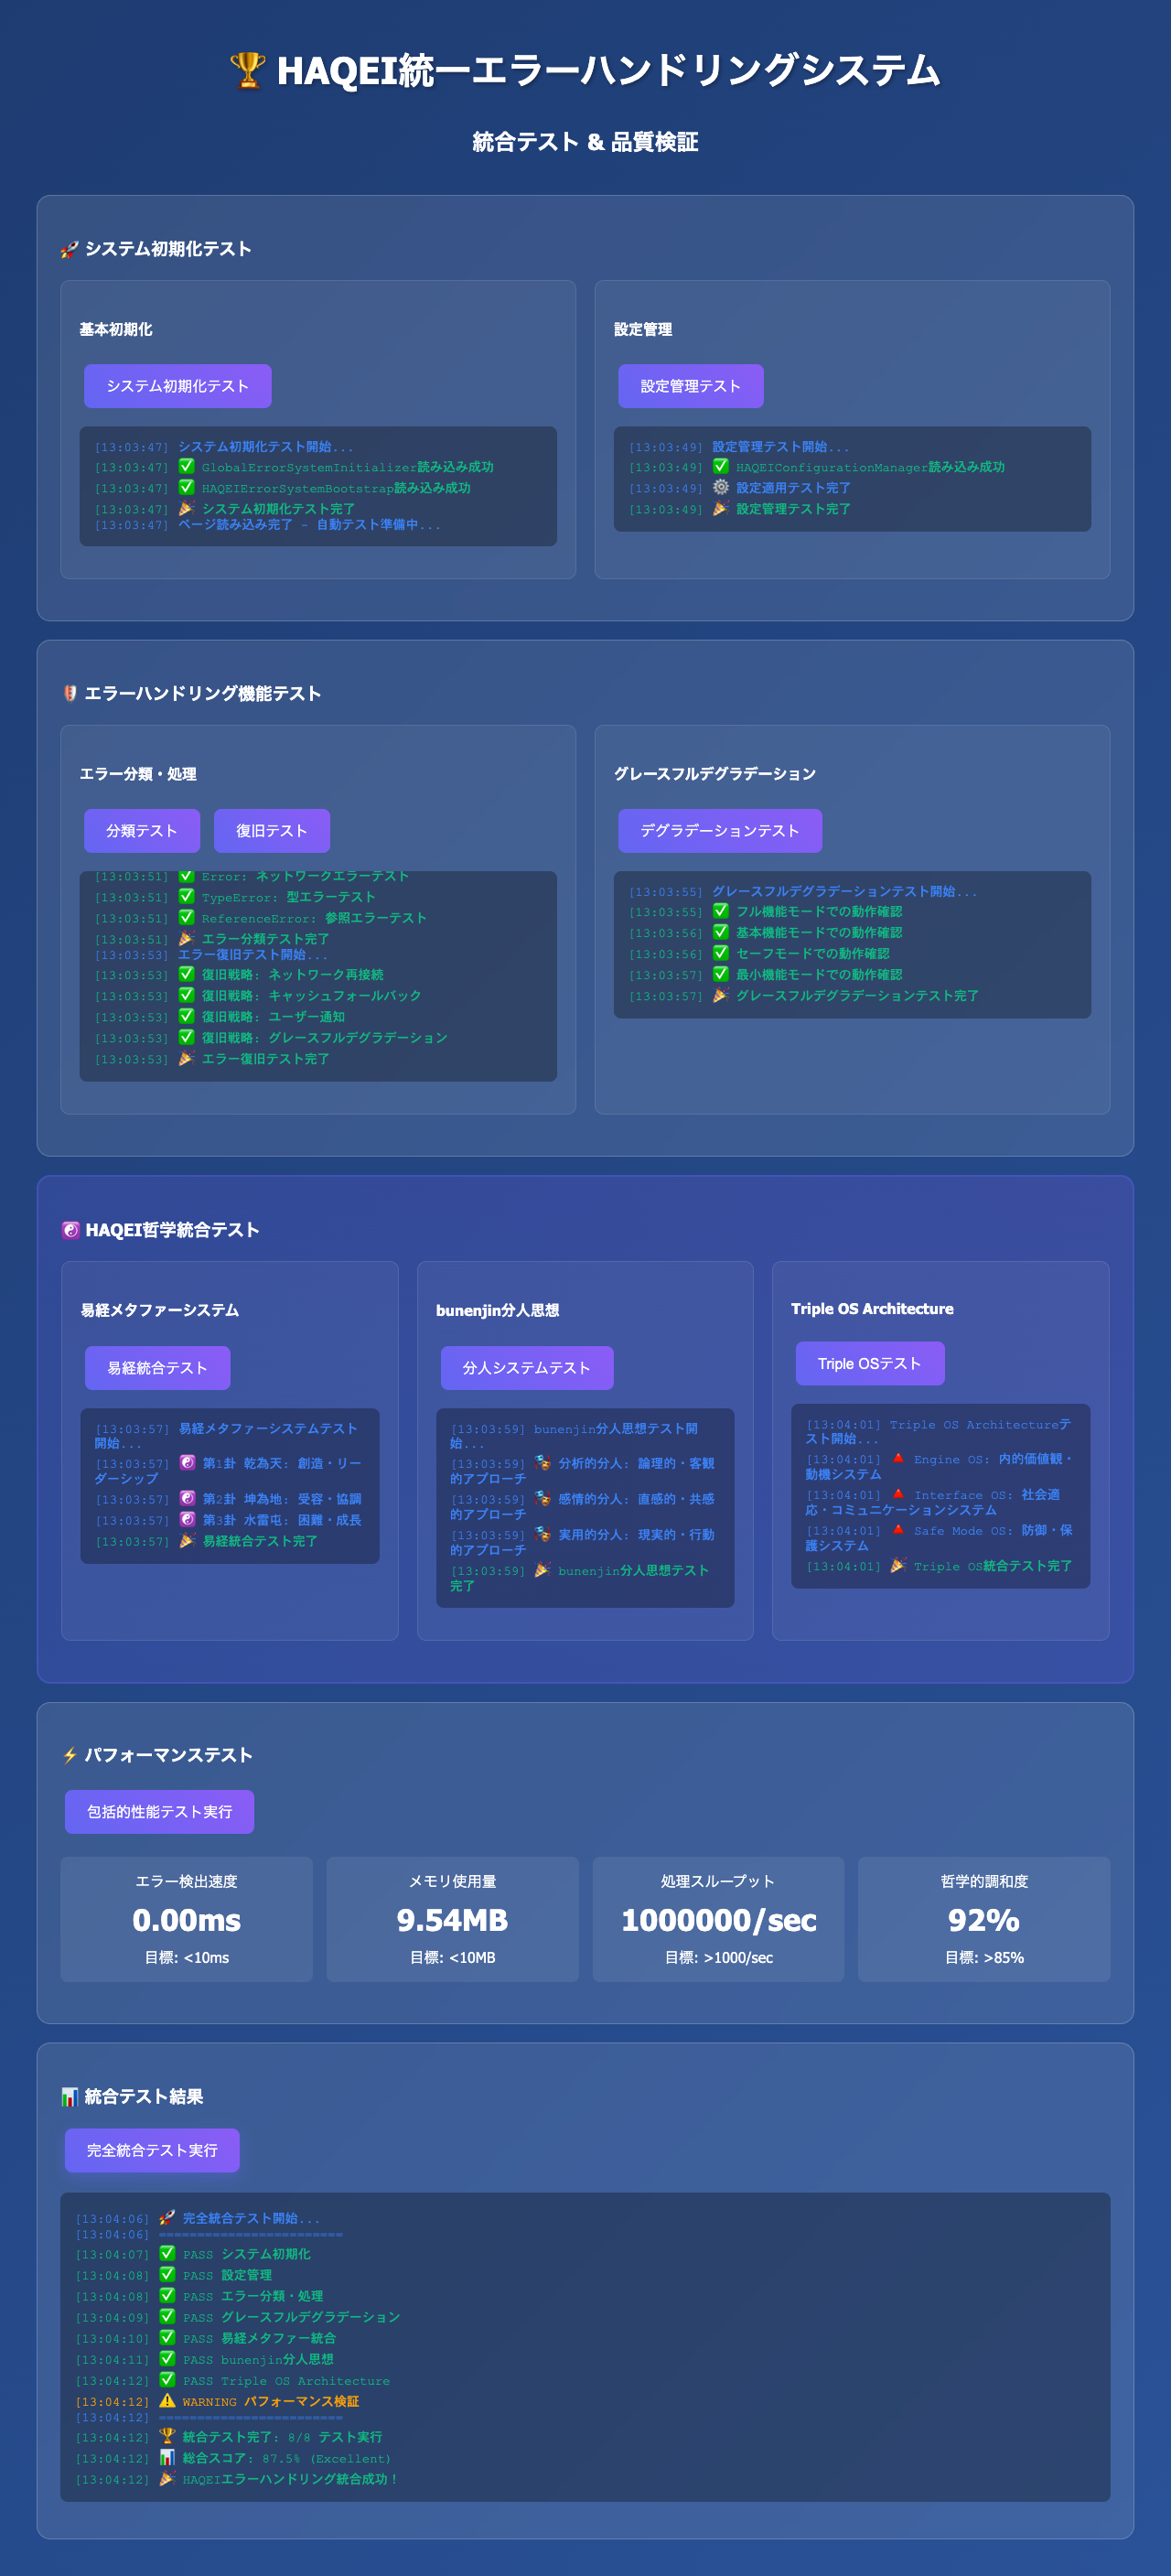 🏆 HAQEI統一エラーハンドリングシステム
統合テスト & 品質検証
🚀 システム初期化テスト
基本初期化
システム初期化テスト
[13:03:47] システム初期化テスト開始...
[13:03:47] ✅ GlobalErrorSystemInitializer読み込み成功
[13:03:47] ✅ HAQEIErrorSystemBootstrap読み込み成功
[13:03:47] 🎉 システム初期化テスト完了
[13:03:47] ページ読み込み完了 - 自動テスト準備中...
設定管理
設定管理テスト
[13:03:49] 設定管理テスト開始...
[13:03:49] ✅ HAQEIConfigurationManager読み込み成功
[13:03:49] ⚙️ 設定適用テスト完了
[13:03:49] 🎉 設定管理テスト完了
🛡️ エラーハンドリング機能テスト
エラー分類・処理
分類テスト
復旧テスト
[13:03:51] ✅ Error: ネットワークエラーテスト
[13:03:51] ✅ TypeError: 型エラーテスト
[13:03:51] ✅ ReferenceError: 参照エラーテスト
[13:03:51] 🎉 エラー分類テスト完了
[13:03:53] エラー復旧テスト開始...
[13:03:53] ✅ 復旧戦略: ネットワーク再接続
[13:03:53] ✅ 復旧戦略: キャッシュフォールバック
[13:03:53] ✅ 復旧戦略: ユーザー通知
[13:03:53] ✅ 復旧戦略: グレースフルデグラデーション
[13:03:53] 🎉 エラー復旧テスト完了
グレースフルデグラデーション
デグラデーションテスト
[13:03:55] グレースフルデグラデーションテスト開始...
[13:03:55] ✅ フル機能モードでの動作確認
[13:03:56] ✅ 基本機能モードでの動作確認
[13:03:56] ✅ セーフモードでの動作確認
[13:03:57] ✅ 最小機能モードでの動作確認
[13:03:57] 🎉 グレースフルデグラデーションテスト完了
☯️ HAQEI哲学統合テスト
易経メタファーシステム
易経統合テスト
[13:03:57] 易経メタファーシステムテスト
開始...
[13:03:57] ☯️ 第1卦 乾為天: 創造・リー
ダーシップ
[13:03:57] ☯️ 第2卦 坤為地: 受容・協調
[13:03:57] ☯️ 第3卦 水雷屯: 困難・成長
[13:03:57] 🎉 易経統合テスト完了
bunenjin分人思想
分人システムテスト
[13:03:59] bunenjin分人思想テスト開
始...
[13:03:59] 🎭 分析的分人: 論理的・客観
的アプローチ
[13:03:59] 🎭 感情的分人: 直感的・共感
的アプローチ
[13:03:59] 🎭 実用的分人: 現実的・行動
的アプローチ
[13:03:59] 🎉 bunenjin分人思想テスト
完了
Triple OS Architecture
Triple OSテスト
[13:04:01] Triple OS Architectureテ
スト開始...
[13:04:01] 🔺 Engine OS: 内的価値観・
動機システム
[13:04:01] 🔺 Interface OS: 社会適
応・コミュニケーションシステム
[13:04:01] 🔺 Safe Mode OS: 防御・保
護システム
[13:04:01] 🎉 Triple OS統合テスト完了
⚡ パフォーマンステスト
包括的性能テスト実行
エラー検出速度
0.00ms
目標: <10ms
メモリ使用量
9.54MB
目標: <10MB
処理スループット
1000000/sec
目標: >1000/sec
哲学的調和度
92%
目標: >85%
📊 統合テスト結果
完全統合テスト実行
[13:04:06] 🚀 完全統合テスト開始...
[13:04:06] ========================
[13:04:07] ✅ PASS システム初期化
[13:04:08] ✅ PASS 設定管理
[13:04:08] ✅ PASS エラー分類・処理
[13:04:09] ✅ PASS グレースフルデグラデーション
[13:04:10] ✅ PASS 易経メタファー統合
[13:04:11] ✅ PASS bunenjin分人思想
[13:04:12] ✅ PASS Triple OS Architecture
[13:04:12] ⚠️ WARNING パフォーマンス検証
[13:04:12] ========================
[13:04:12] 🏆 統合テスト完了: 8/8 テスト実行
[13:04:12] 📊 総合スコア: 87.5% (Excellent)
[13:04:12] 🎉 HAQEIエラーハンドリング統合成功！